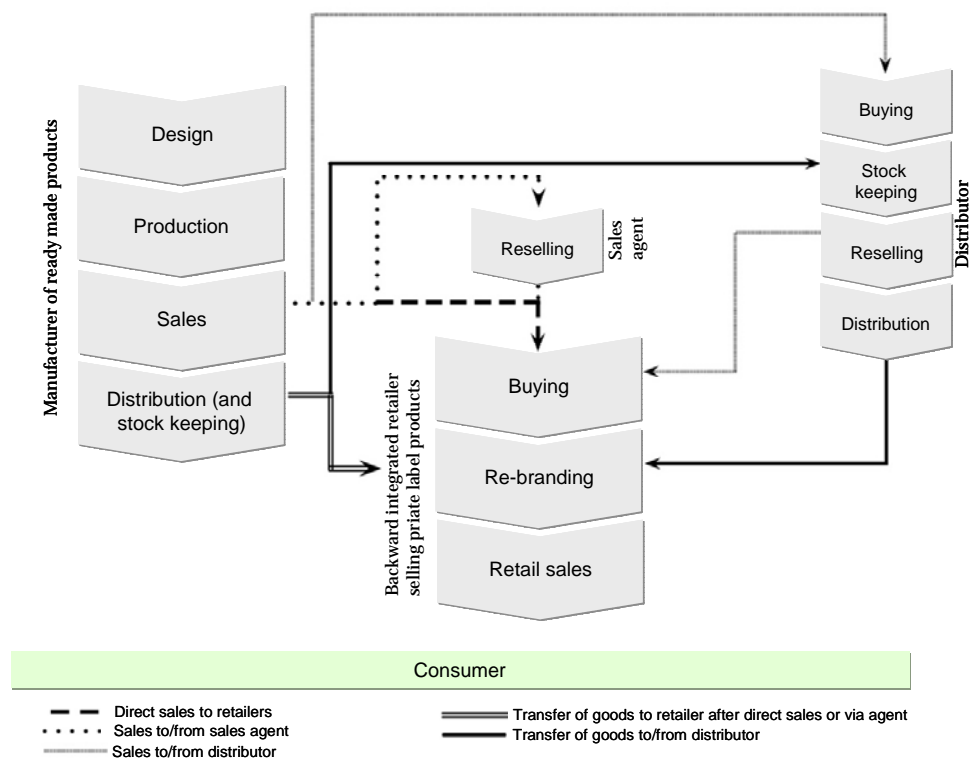 Manufacturer of ready made products
Design
Production
Sales
Distribution (and
stock keeping)
Reselling
Sales
agent
Buying
Stock
keeping
Reselling
Distribution
Distributor
Backward integrated retailer
selling priate label products
Buying
Re-branding
Retail sales
Consumer
Direct sales to retailers
Sales to/from sales agent
Sales to/from distributor
Transfer of goods to retailer after direct sales or via agent
Transfer of goods to/from distributor